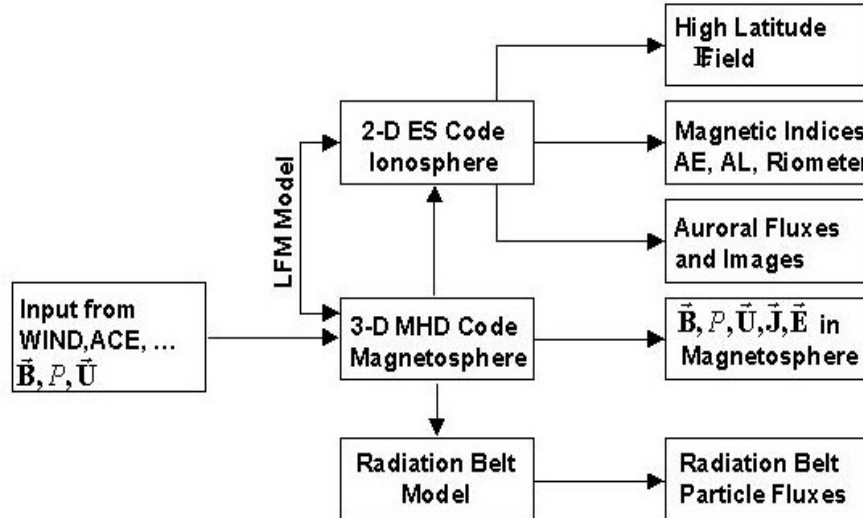 High Latitude
E Field
2-D ES Code
Ionosphere
Magnetic Indices
AE, AL, Riometer
LFM Model
Auroral Fluxes
and Images
Input from
WIND,ACE, ...
B⃗, P, U⃗
3-D MHD Code
Magnetosphere
B⃗, P, U⃗, J⃗, E⃗ in
Magnetosphere
Radiation Belt
Model
Radiation Belt
Particle Fluxes